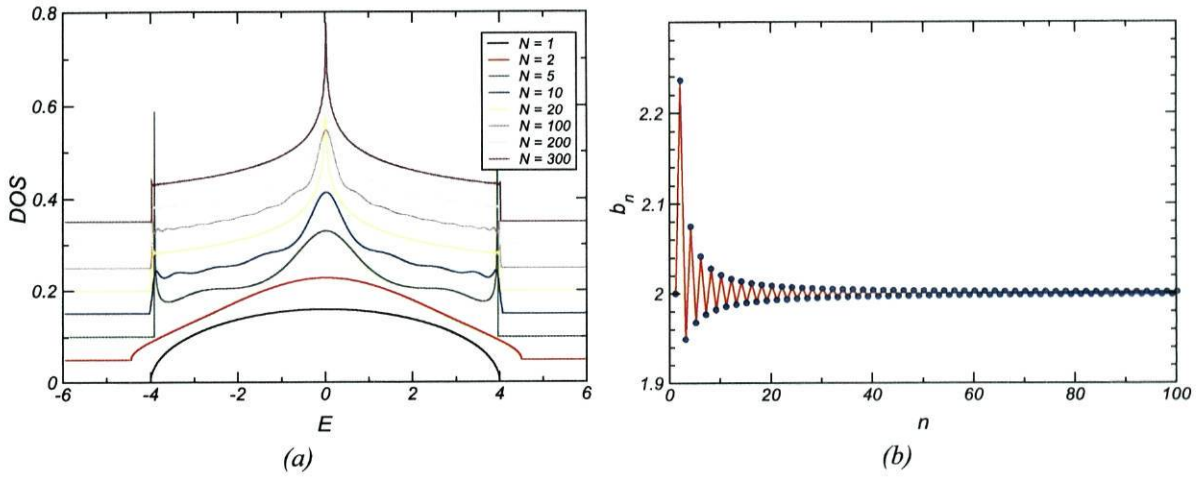 0.8
0.6
0.4
0.2
0
DOS
-6 -4 -2 0 2 4 6
E
N = 1
N = 2
N = 5
N = 10
N = 20
N = 100
N = 200
N = 300
(a)
2.2
2.1
2
1.9
b_n
0 20 40 60 80 100
n
(b)